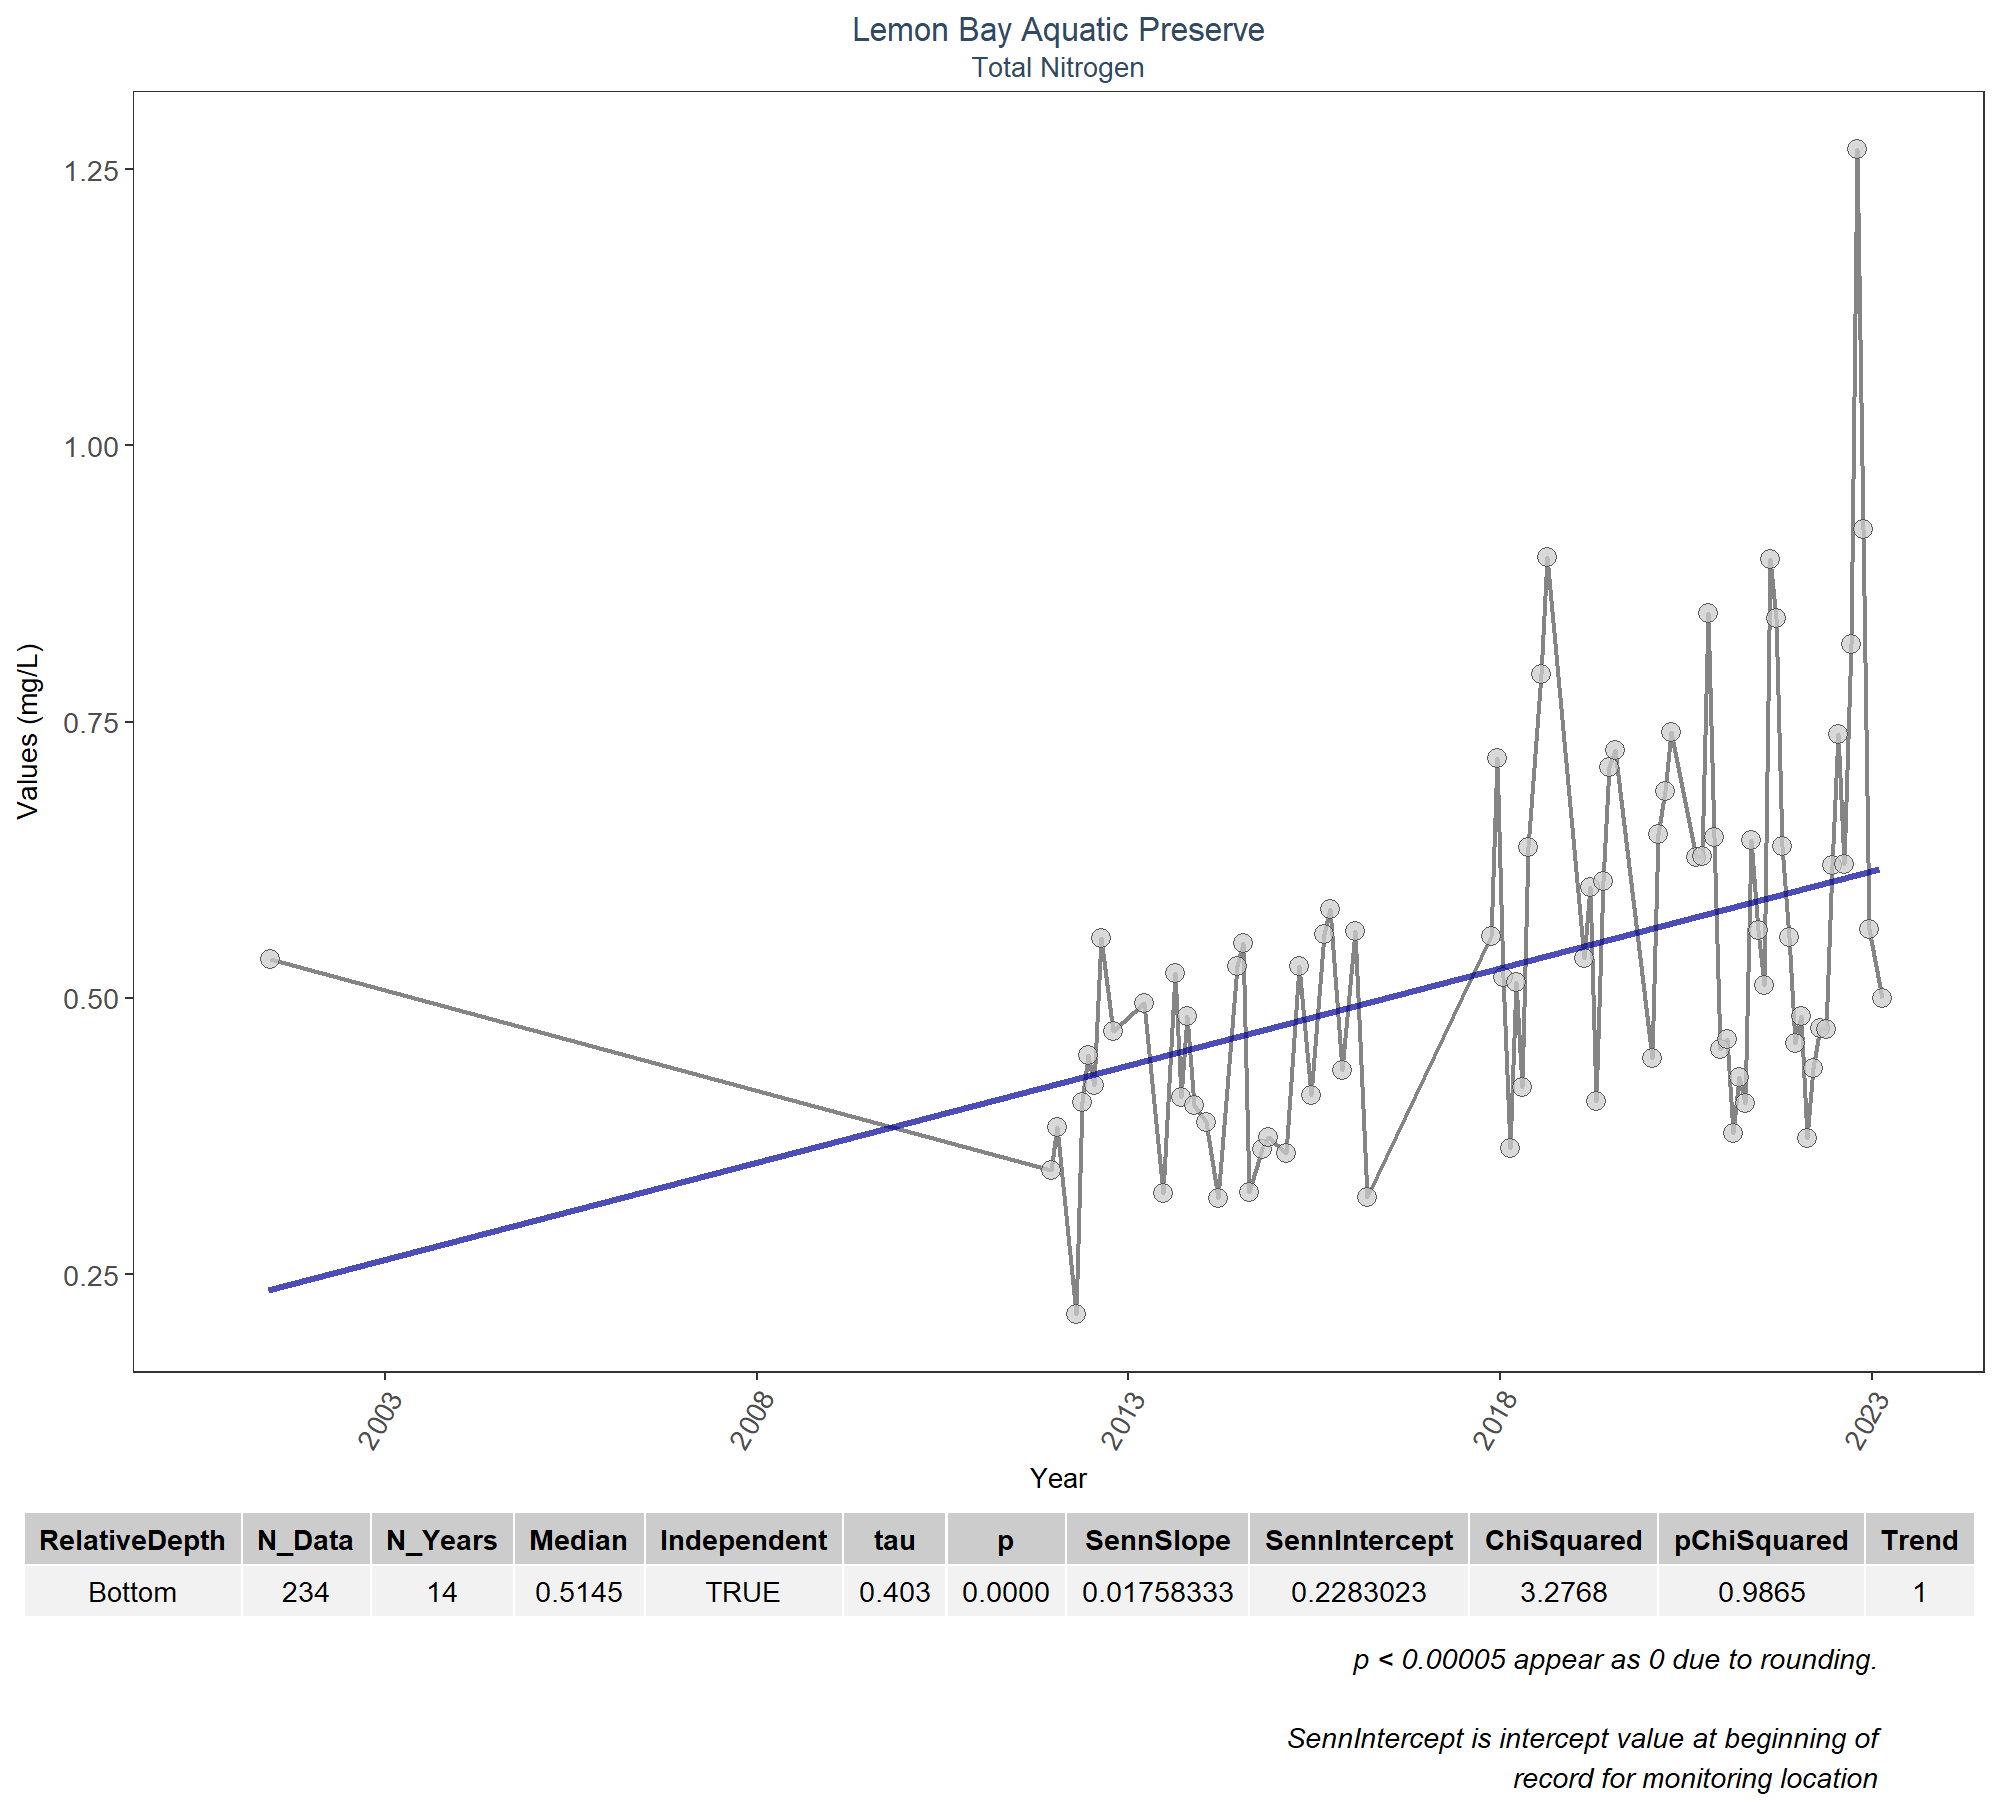 Lemon Bay Aquatic Preserve
Total Nitrogen
1.25
1.00
0.75
0.50
0.25
Values (mg/L)
2003 2008 2013 2018 2023
Year
RelativeDepth N_Data N_Years Median Independent tau p SennSlope SennIntercept ChiSquared pChiSquared Trend
Bottom 234 14 0.5145 TRUE 0.403 0.0000 0.01758333 0.2283023 3.2768 0.9865 1
p < 0.00005 appear as 0 due to rounding.
SennIntercept is intercept value at beginning of
record for monitoring location